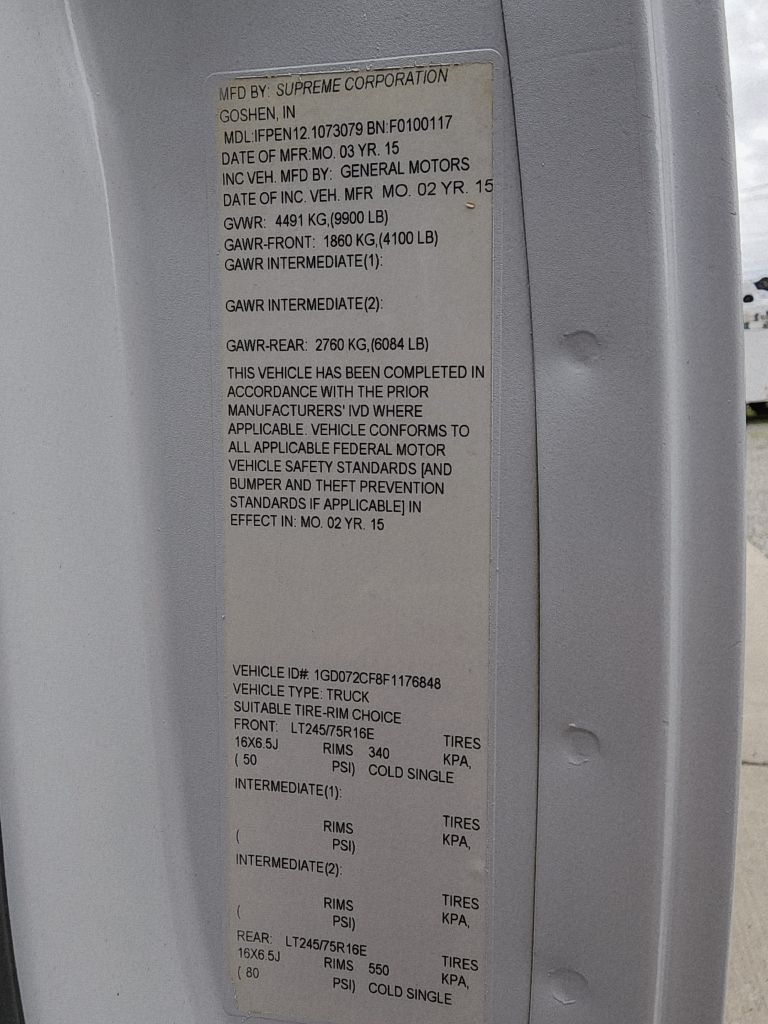 MFD BY: SUPREME CORPORATION
GOSHEN, IN
MDL:IFPEN12.1073079 BN:F0100117
DATE OF MFR:MO. 03 YR. 15
INC VEH. MFD BY: GENERAL MOTORS
DATE OF INC. VEH. MFR MO. 02 YR. 15
GVWR: 4491 KG,(9900 LB)
GAWR-FRONT: 1860 KG,(4100 LB)
GAWR INTERMEDIATE(1):
GAWR INTERMEDIATE(2):
GAWR-REAR: 2760 KG,(6084 LB)
THIS VEHICLE HAS BEEN COMPLETED IN
ACCORDANCE WITH THE PRIOR
MANUFACTURERS' IVD WHERE
APPLICABLE. VEHICLE CONFORMS TO
ALL APPLICABLE FEDERAL MOTOR
VEHICLE SAFETY STANDARDS [AND
BUMPER AND THEFT PREVENTION
STANDARDS IF APPLICABLE] IN
EFFECT IN: MO. 02 YR. 15
VEHICLE ID#: 1GD072CF8F1176848
VEHICLE TYPE: TRUCK
SUITABLE TIRE-RIM CHOICE
FRONT: LT245/75R16E TIRES
16X6.5J RIMS 340 KPA,
( 50 PSI) COLD SINGLE
INTERMEDIATE(1):
TIRES
RIMS KPA,
( PSI)
INTERMEDIATE(2):
TIRES
RIMS KPA,
( PSI)
REAR: LT245/75R16E TIRES
16X6.5J RIMS 550 KPA,
( 80 PSI) COLD SINGLE